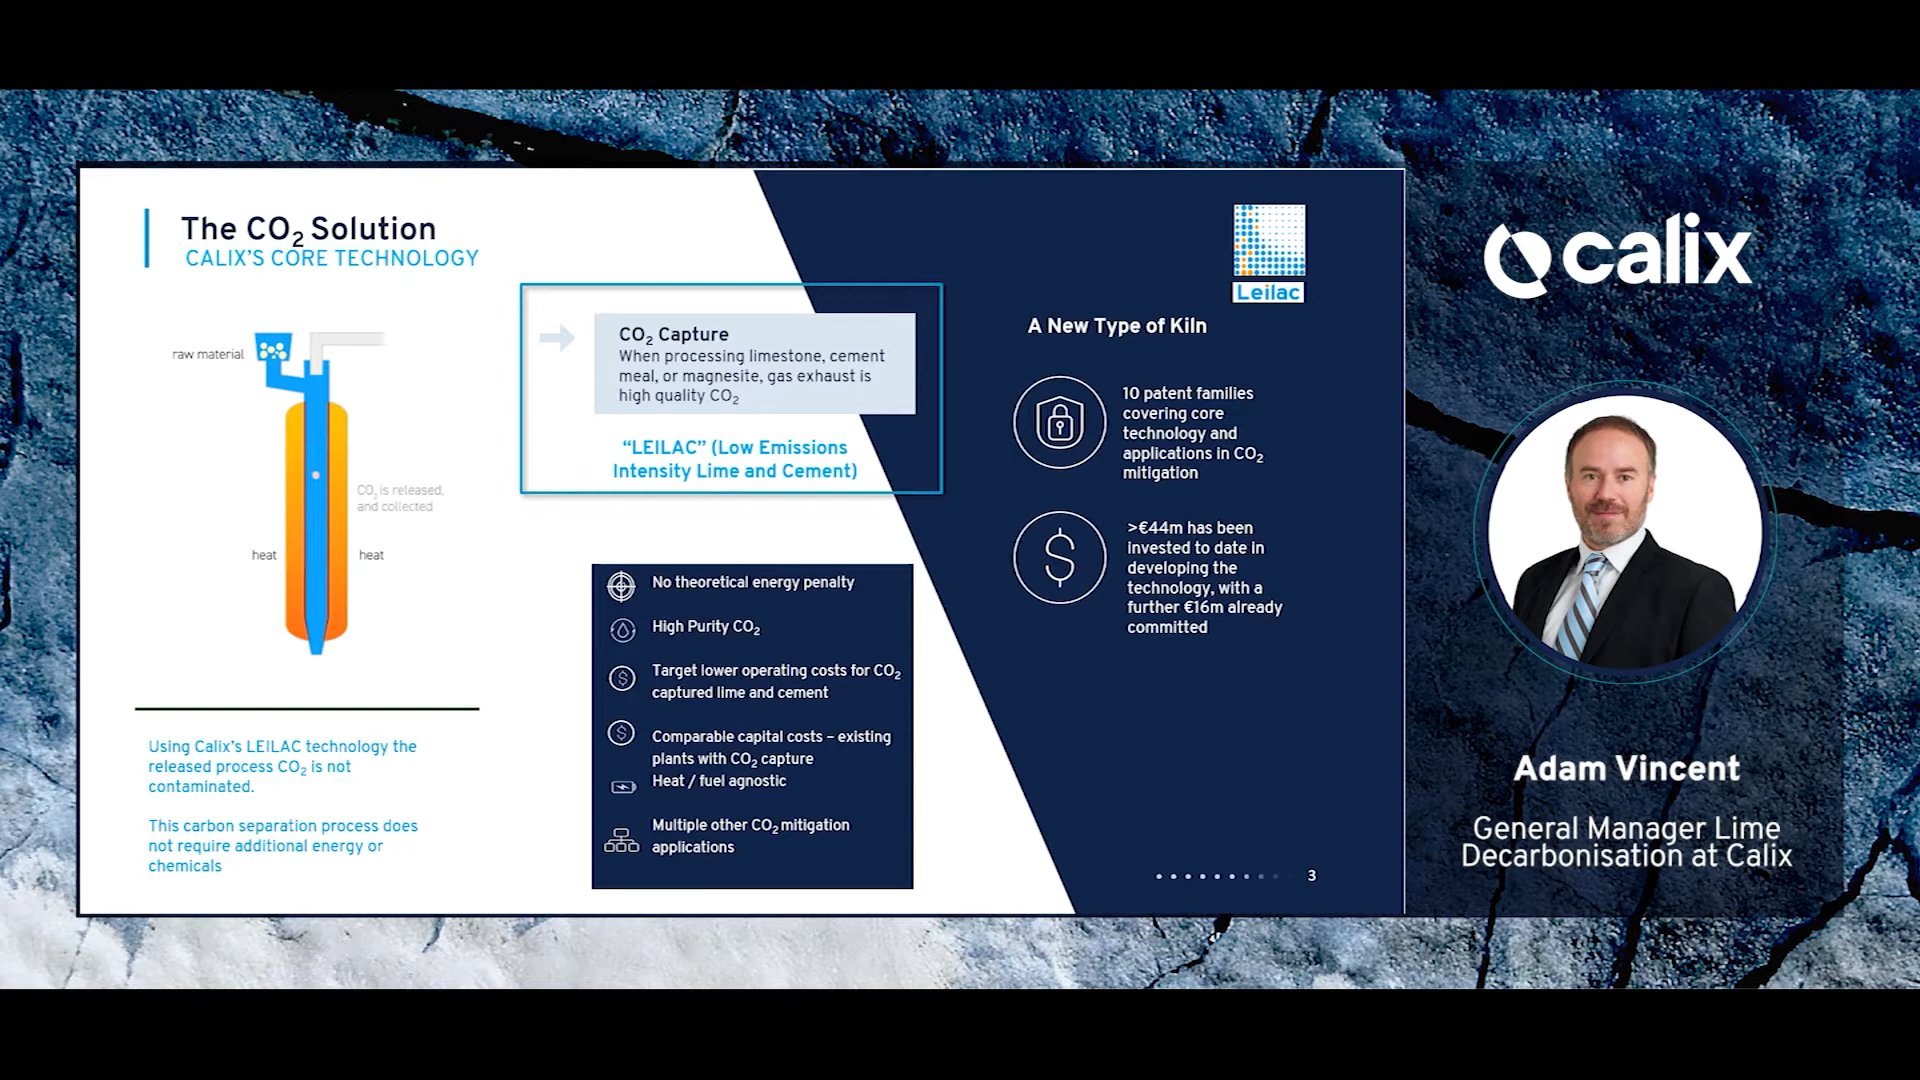 The CO₂ Solution
CALIX'S CORE TECHNOLOGY
raw material
CO₂ is released,
and collected
heat
heat
Using Calix's LEILAC technology the
released process CO₂ is not
contaminated.
This carbon separation process does
not require additional energy or
chemicals
CO₂ Capture
When processing limestone, cement
meal, or magnesite, gas exhaust is
high quality CO₂
“LEILAC” (Low Emissions
Intensity Lime and Cement)
No theoretical energy penalty
High Purity CO₂
Target lower operating costs for CO₂
captured lime and cement
Comparable capital costs – existing
plants with CO₂ capture
Heat / fuel agnostic
Multiple other CO₂ mitigation
applications
Leilac
A New Type of Kiln
10 patent families
covering core
technology and
applications in CO₂
mitigation
>€44m has been
invested to date in
developing the
technology, with a
further €16m already
committed
3
calix
Adam Vincent
General Manager Lime
Decarbonisation at Calix